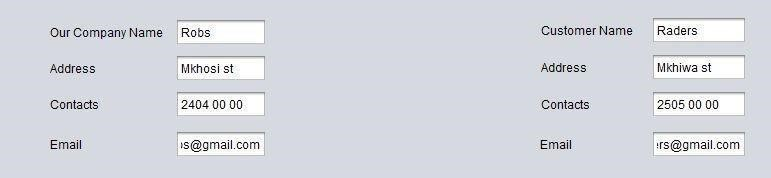 Our Company Name Robs
Address Mkhosi st
Contacts 2404 00 00
Email s@gmail.com
Customer Name Raders
Address Mkhiwa st
Contacts 2505 00 00
Email ers@gmail.com